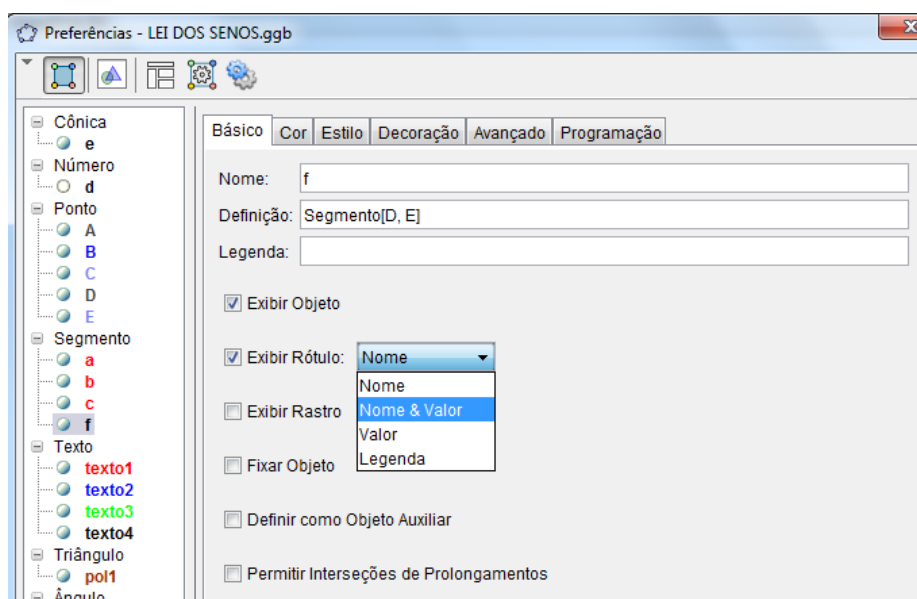 Preferências - LEI DOS SENOS.ggb
Cônica
e
Número
d
Ponto
A
B
C
D
E
Segmento
a
b
c
f
Texto
texto1
texto2
texto3
texto4
Triângulo
pol1
Ângulo
Básico Cor Estilo Decoração Avançado Programação
Nome: f
Definição: Segmento[D, E]
Legenda:
Exibir Objeto
Exibir Rótulo: Nome
Nome
Nome & Valor
Valor
Legenda
Exibir Rastro
Fixar Objeto
Definir como Objeto Auxiliar
Permitir Interseções de Prolongamentos